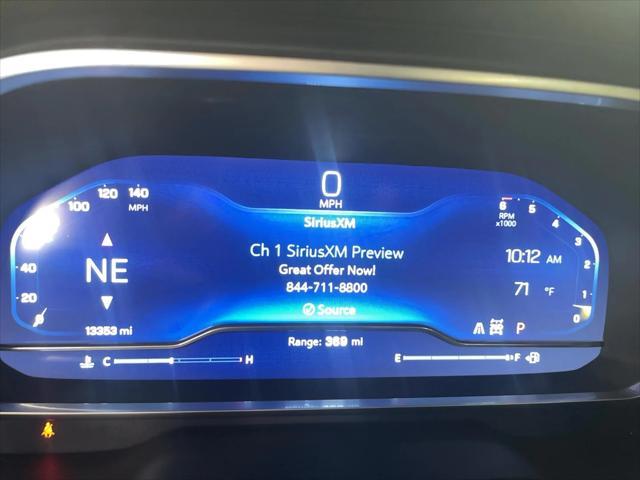 0
MPH
SiriusXM
Ch 1 SiriusXM Preview
Great Offer Now!
844-711-8800
Source
100 120 140
MPH
40
20
NE
13353 mi
6 5 4 3 2 1 0
RPM
x1000
10:12 AM
71 °F
P
Range: 369 mi
C H
E F